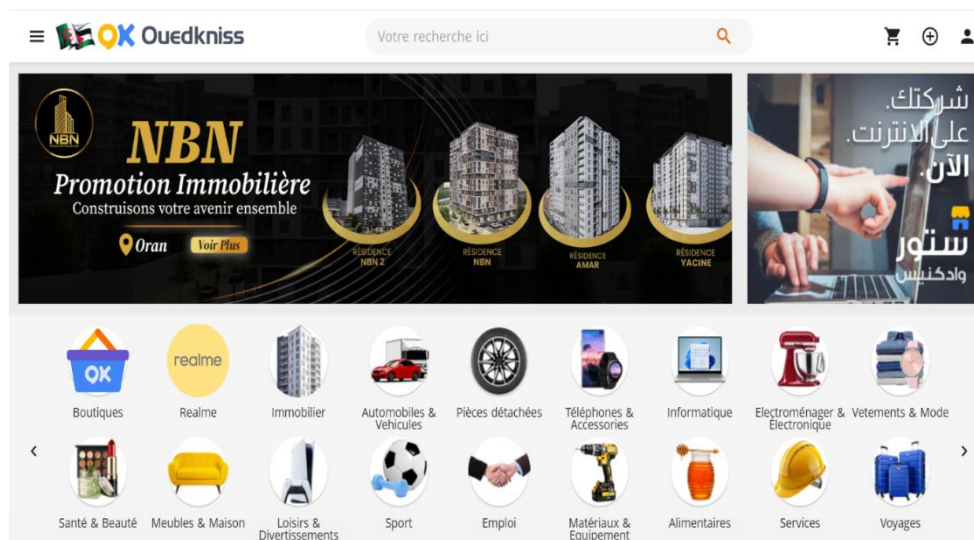 Ouedkniss
Votre recherche ici
NBN
NBN
Promotion Immobilière
Construisons votre avenir ensemble
Oran
Voir Plus
RÉSIDENCE
NBN 2
RÉSIDENCE
NBN
RÉSIDENCE
AMAR
RÉSIDENCE
YACINE
شركتك.
على الانترنت.
الآن.
ستور
وادكنيس
QK
realme
Boutiques
Realme
Immobilier
Automobiles &
Vehicules
Pièces détachées
Téléphones &
Accessories
Informatique
Electroménager &
Électronique
Vetements & Mode
Santé & Beauté
Meubles & Maison
Loisirs &
Divertissements
Sport
Emploi
Matériaux &
Equipement
Alimentaires
Services
Voyages